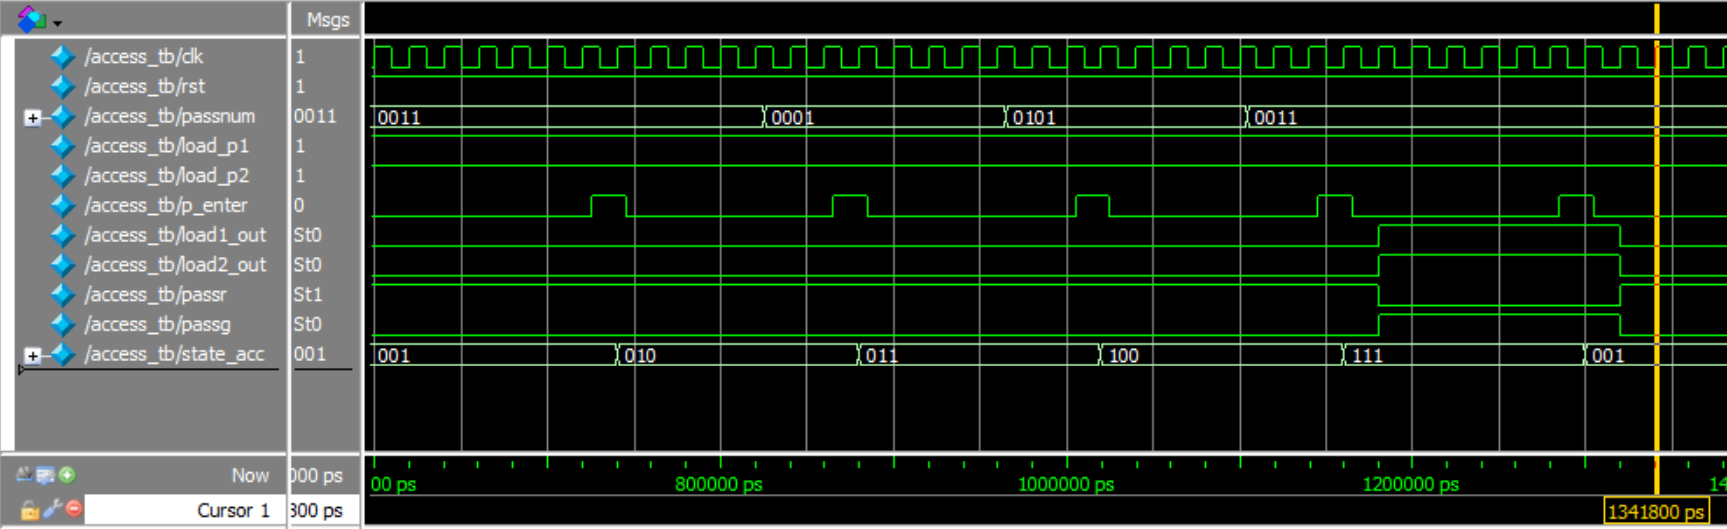 Msgs
/access_tb/clk 1
/access_tb/rst 1
/access_tb/passnum 0011 0011 0001 0101 0011
/access_tb/load_p1 1
/access_tb/load_p2 1
/access_tb/p_enter 0
/access_tb/load1_out St0
/access_tb/load2_out St0
/access_tb/passr St1
/access_tb/passg St0
/access_tb/state_acc 001 001 010 011 100 111 001
Now 000 ps 00 ps 800000 ps 1000000 ps 1200000 ps 14
Cursor 1 300 ps 1341800 ps